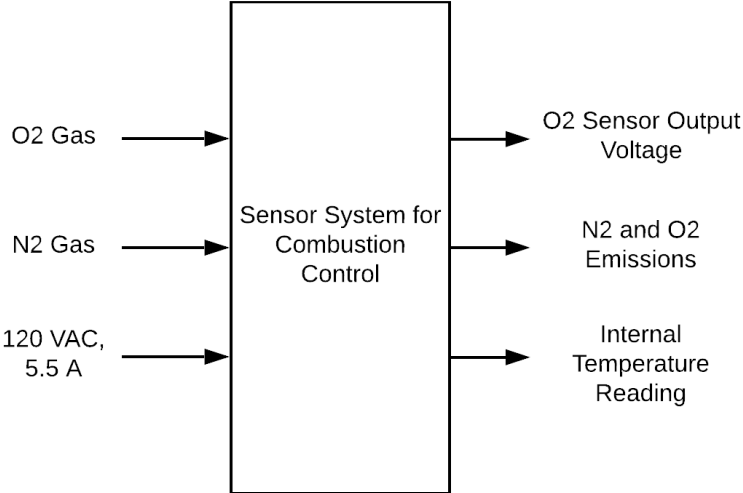 O2 Gas
N2 Gas
120 VAC,
5.5 A
Sensor System for
Combustion
Control
O2 Sensor Output
Voltage
N2 and O2
Emissions
Internal
Temperature
Reading